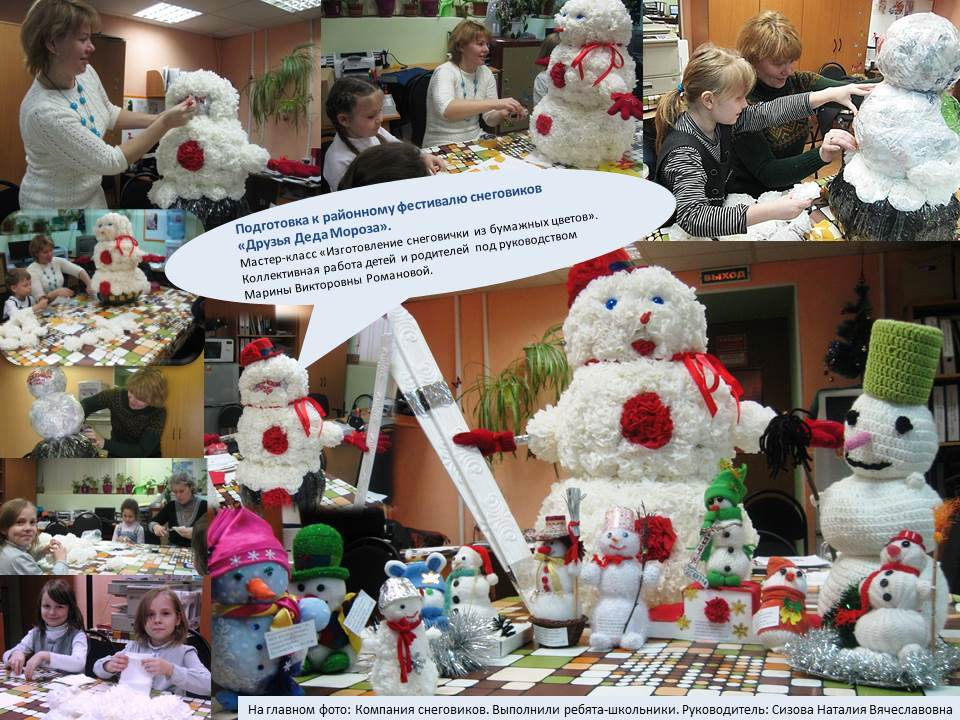 Подготовка к районному фестивалю снеговиков
«Друзья Деда Мороза».
Мастер-класс «Изготовление снеговички из бумажных цветов».
Коллективная работа детей и родителей под руководством
Марины Викторовны Романовой.
ВЫХОД
На главном фото: Компания снеговиков. Выполнили ребята-школьники. Руководитель: Сизова Наталия Вячеславовна